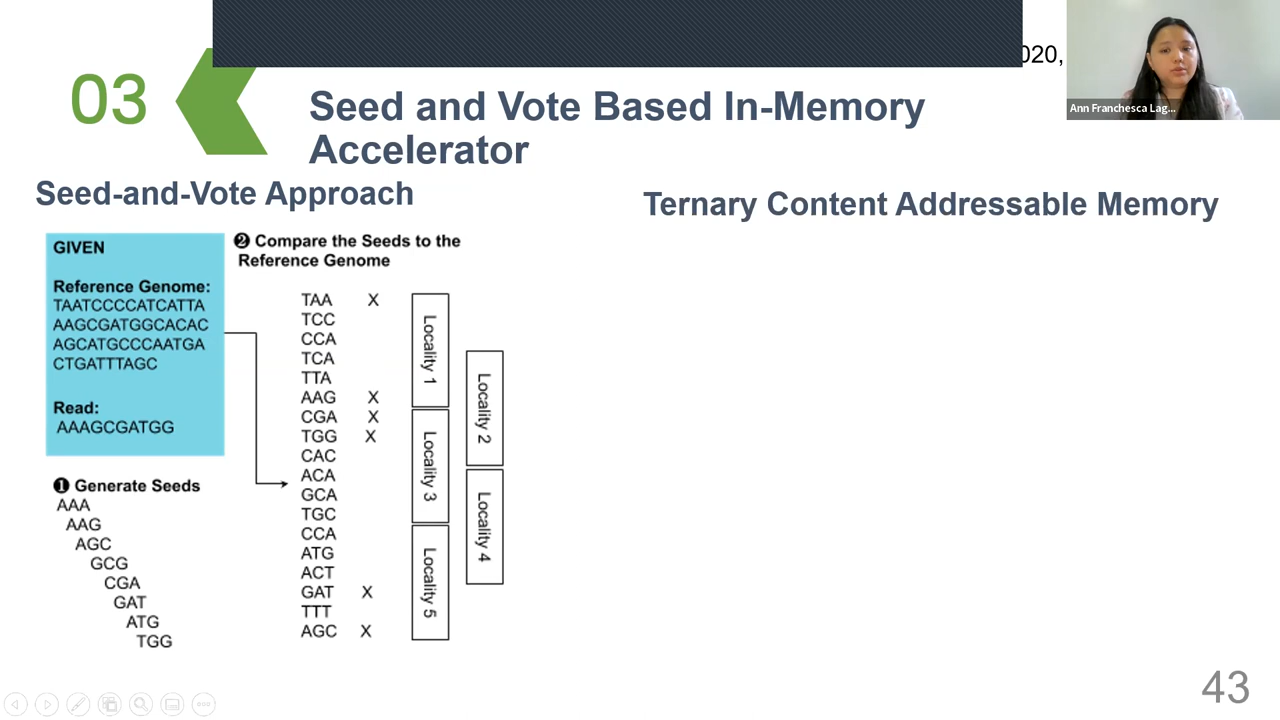 020,
03
Seed and Vote Based In-Memory
Accelerator
Ann Franchesca Lag...
Seed-and-Vote Approach
Ternary Content Addressable Memory
GIVEN
Reference Genome:
TAATCCCCATCATTA
AAGCGATGGCACAC
AGCATGCCCAATGA
CTGATTTAGC
Read:
AAAGCGATGG
❶ Generate Seeds
AAA
AAG
AGC
GCG
CGA
GAT
ATG
TGG
❷ Compare the Seeds to the
Reference Genome
TAA X
TCC
CCA
TCA
TTA
AAG X
CGA X
TGG X
CAC
ACA
GCA
TGC
CCA
ATG
ACT
GAT X
TTT
AGC X
Locality 1
Locality 2
Locality 3
Locality 4
Locality 5
43